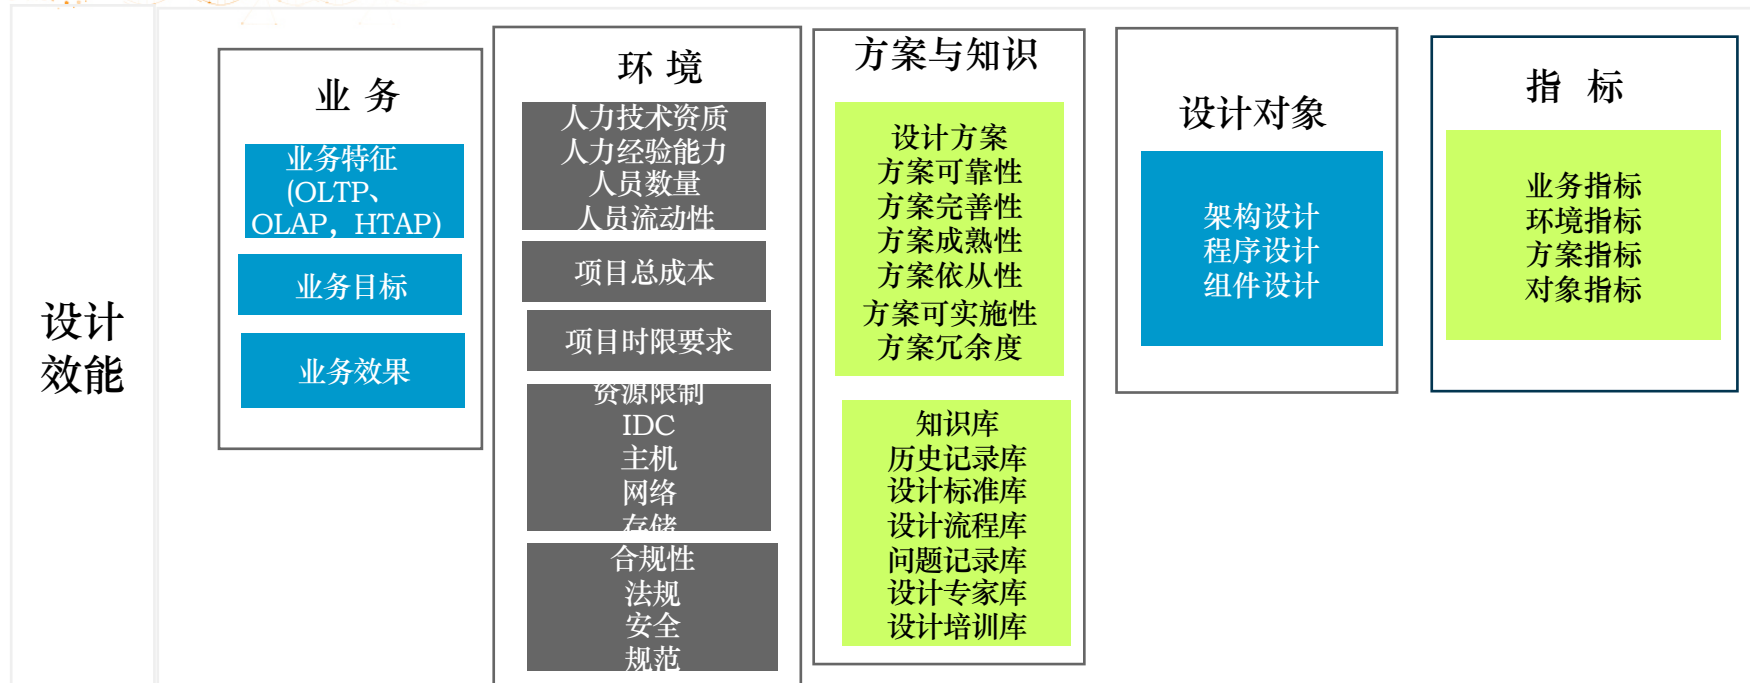 设计
效能
业 务
业务特征
(OLTP、
OLAP，HTAP)
业务目标
业务效果
环 境
人力技术资质
人力经验能力
人员数量
人员流动性
项目总成本
项目时限要求
资源限制
IDC
主机
网络
存储
合规性
法规
安全
规范
方案与知识
设计方案
方案可靠性
方案完善性
方案成熟性
方案依从性
方案可实施性
方案冗余度
知识库
历史记录库
设计标准库
设计流程库
问题记录库
设计专家库
设计培训库
设计对象
架构设计
程序设计
组件设计
指 标
业务指标
环境指标
方案指标
对象指标